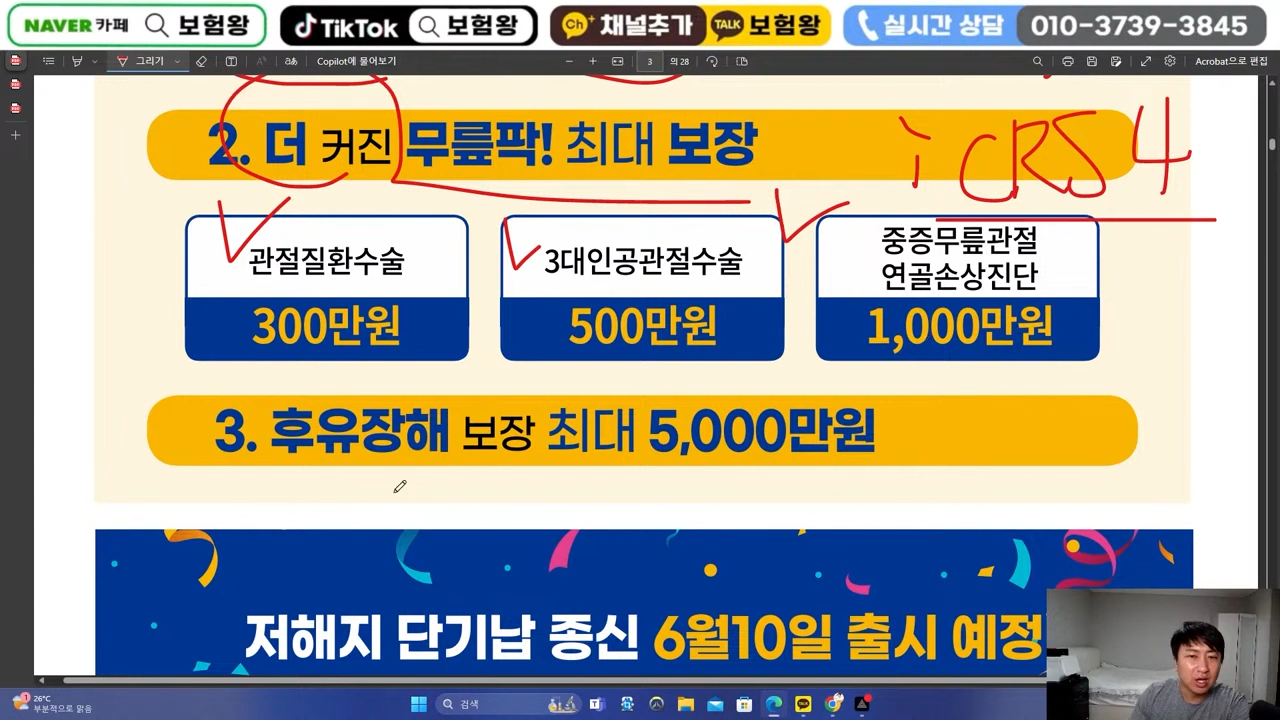 NAVER 카페 보험왕 TikTok 보험왕 Ch+ 채널추가 TALK 보험왕 실시간 상담 010-3739-3845
그리기 Copilot에 물어보기 3 의 28 Acrobat으로 편집
2. 더 커진 무릎팍! 최대 보장
iCRS 4
관절질환수술
300만원
3대인공관절수술
500만원
중증무릎관절
연골손상진단
1,000만원
3. 후유장해 보장 최대 5,000만원
저해지 단기납 종신 6월10일 출시 예정
1
26°C
부분적으로 맑음
검색